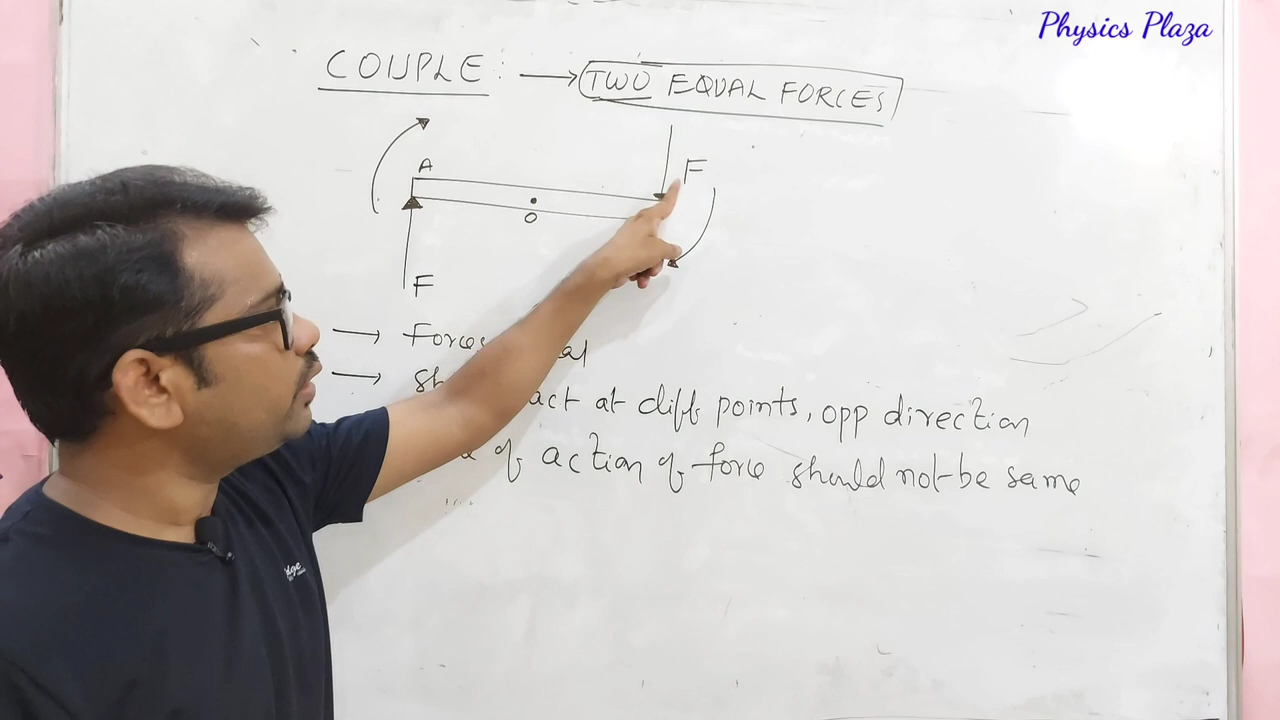 Physics Plaza
COUPLE: → TWO EQUAL FORCES
A
F
O
F
→ Forces
→ act at diff points, opp direction
of action of force should not be same